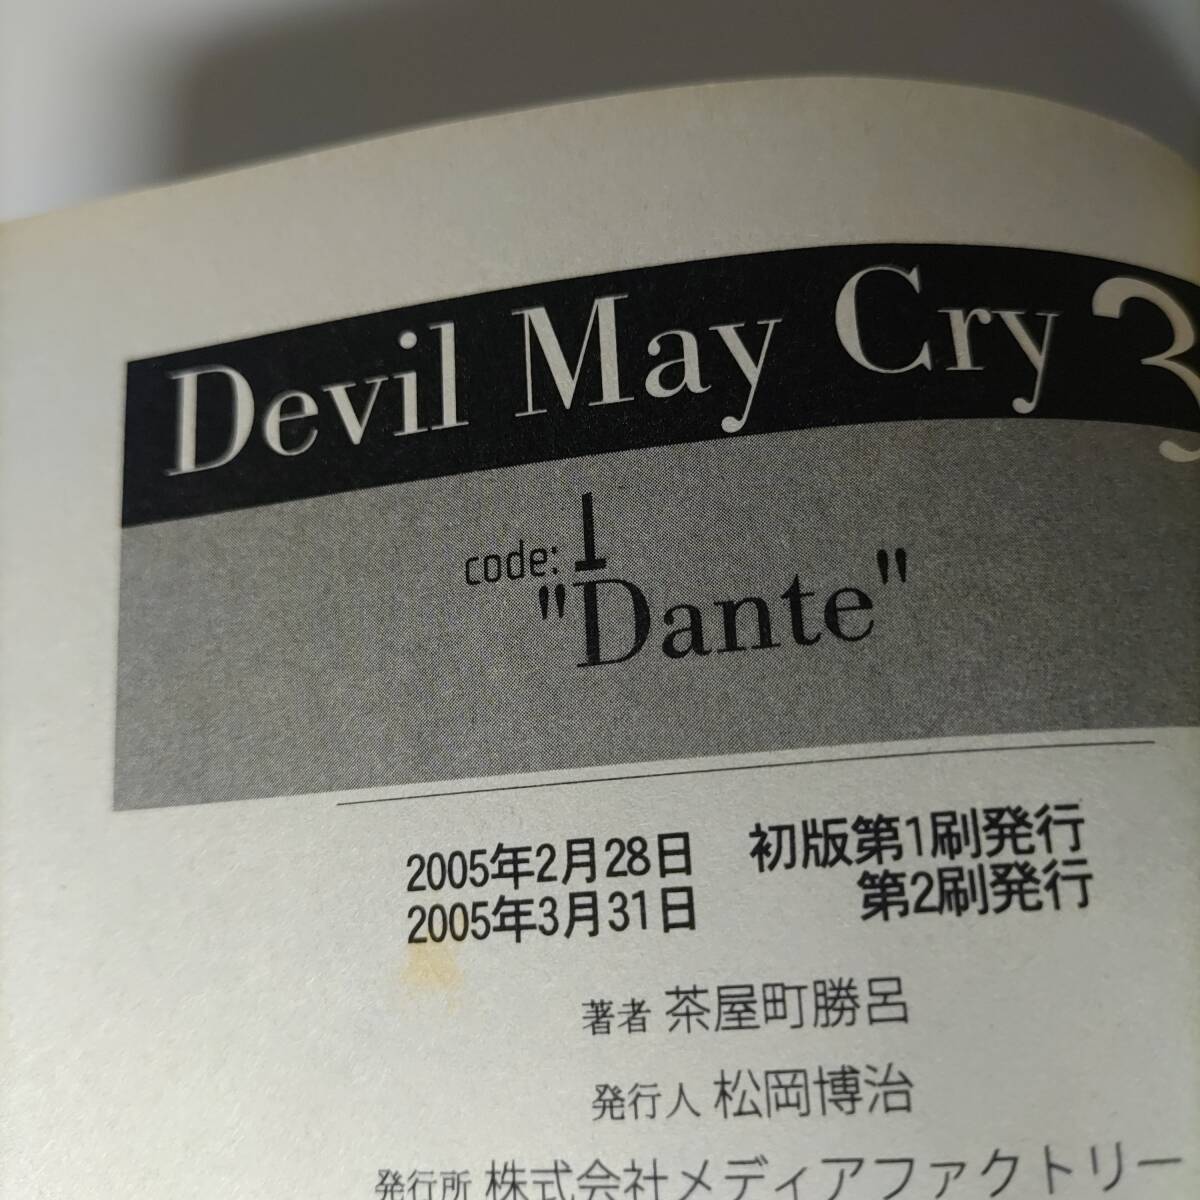 Devil May Cry 3
code: 1
"Dante"
2005年2月28日 初版第1刷発行
2005年3月31日 第2刷発行
著者 茶屋町勝呂
発行人 松岡博治
発行所 株式会社メディアファクトリー